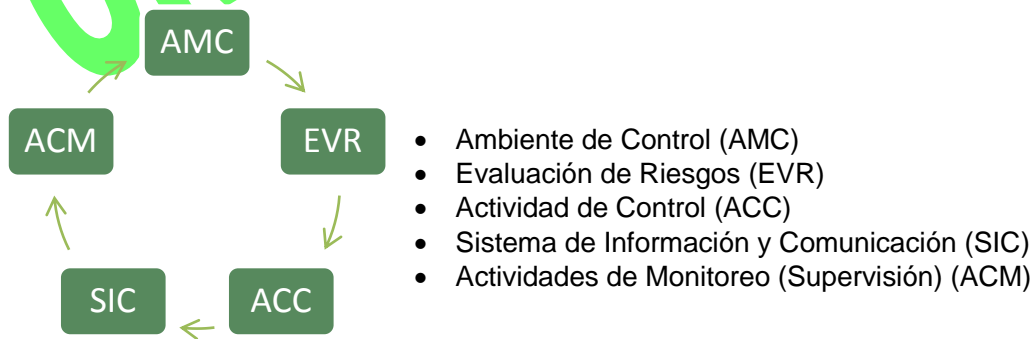 AMC
ACM
EVR
SIC
ACC
• Ambiente de Control (AMC)
• Evaluación de Riesgos (EVR)
• Actividad de Control (ACC)
• Sistema de Información y Comunicación (SIC)
• Actividades de Monitoreo (Supervisión) (ACM)